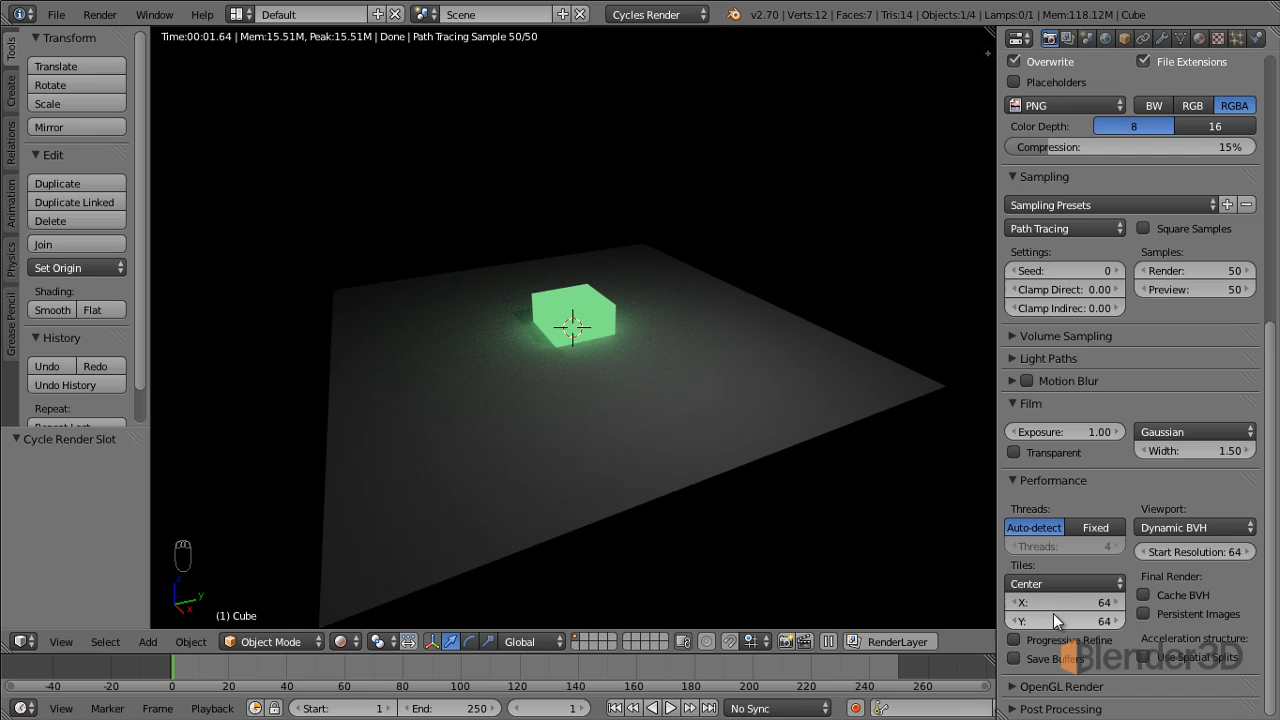 File Render Window Help Default Scene Cycles Render v2.70 | Verts:12 | Faces:7 | Tris:14 | Objects:1/4 | Lamps:0/1 | Mem:118.12M | Cube
Time:00:01.64 | Mem:15.51M, Peak:15.51M | Done | Path Tracing Sample 50/50
Tools
Create
Relations
Animation
Physics
Grease Pencil
Transform
Translate
Rotate
Scale
Mirror
Edit
Duplicate
Duplicate Linked
Delete
Join
Set Origin
Shading:
Smooth Flat
History
Undo Redo
Undo History
Repeat:
Cycle Render Slot
z
y
x
(1) Cube
Overwrite File Extensions
Placeholders
PNG BW RGB RGBA
Color Depth: 8 16
Compression: 15%
Sampling
Sampling Presets
Path Tracing Square Samples
Settings: Samples:
Seed: 0 Render: 50
Clamp Direct: 0.00 Preview: 50
Clamp Indirec: 0.00
Volume Sampling
Light Paths
Motion Blur
Film
Exposure: 1.00 Gaussian
Transparent Width: 1.50
Performance
Threads: Viewport:
Auto-detect Fixed Dynamic BVH
Threads: 4 Start Resolution: 64
Tiles: Final Render:
Center Cache BVH
X: 64 Persistent Images
Y: 64
Progressive Refine Acceleration structure:
Save Buffers Use Spatial Splits
Blender3D
OpenGL Render
Post Processing
View Select Add Object Object Mode Global RenderLayer
-40 -20 0 20 40 60 80 100 120 140 160 180 200 220 240 260
View Marker Frame Playback Start: 1 End: 250 1 No Sync